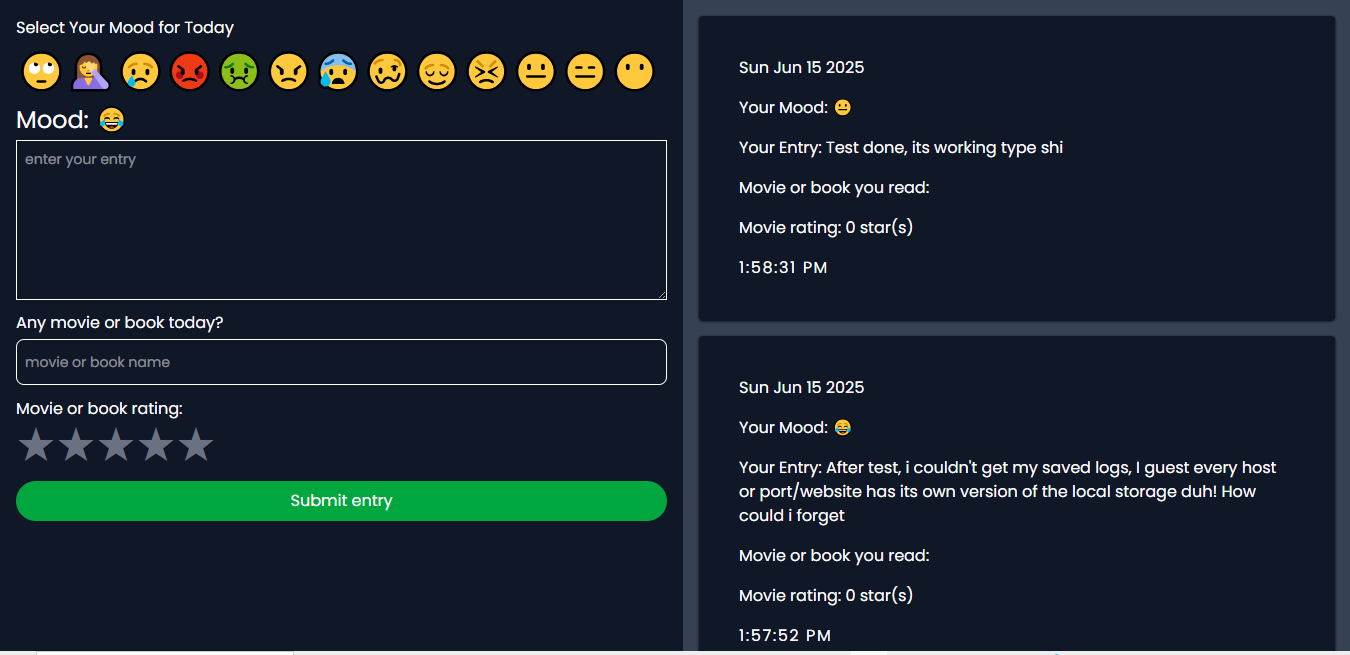 Select Your Mood for Today
Mood: 😂
enter your entry
Any movie or book today?
movie or book name
Movie or book rating:
Submit entry
Sun Jun 15 2025
Your Mood: 😐
Your Entry: Test done, its working type shi
Movie or book you read:
Movie rating: 0 star(s)
1:58:31 PM
Sun Jun 15 2025
Your Mood: 😂
Your Entry: After test, i couldn't get my saved logs, I guest every host
or port/website has its own version of the local storage duh! How
could i forget
Movie or book you read:
Movie rating: 0 star(s)
1:57:52 PM